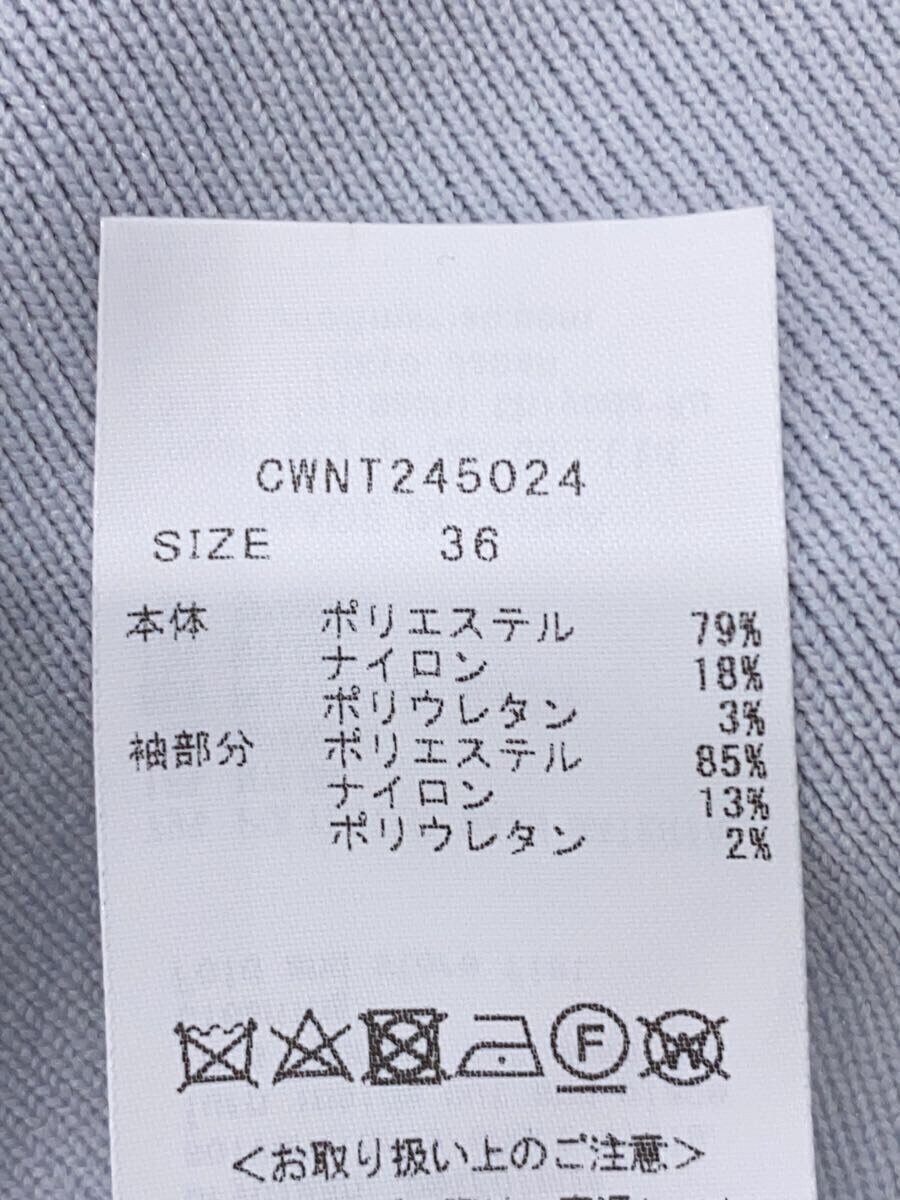 CWNT245024
SIZE 36
本体 ポリエステル 79%
ナイロン 18%
ポリウレタン 3%
袖部分 ポリエステル 85%
ナイロン 13%
ポリウレタン 2%
F W
<お取り扱い上のご注意>